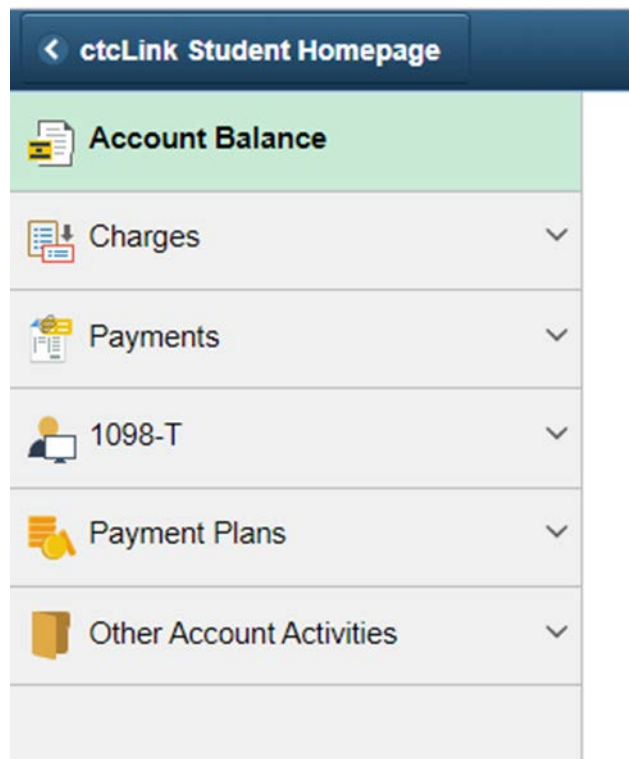 ctcLink Student Homepage
Account Balance
Charges
Payments
1098-T
Payment Plans
Other Account Activities